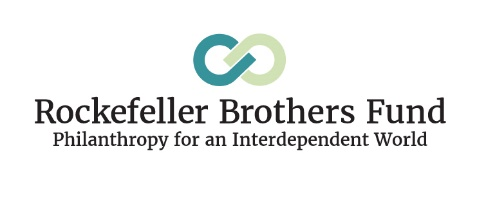 Rockefeller Brothers Fund
Philanthropy for an Interdependent World